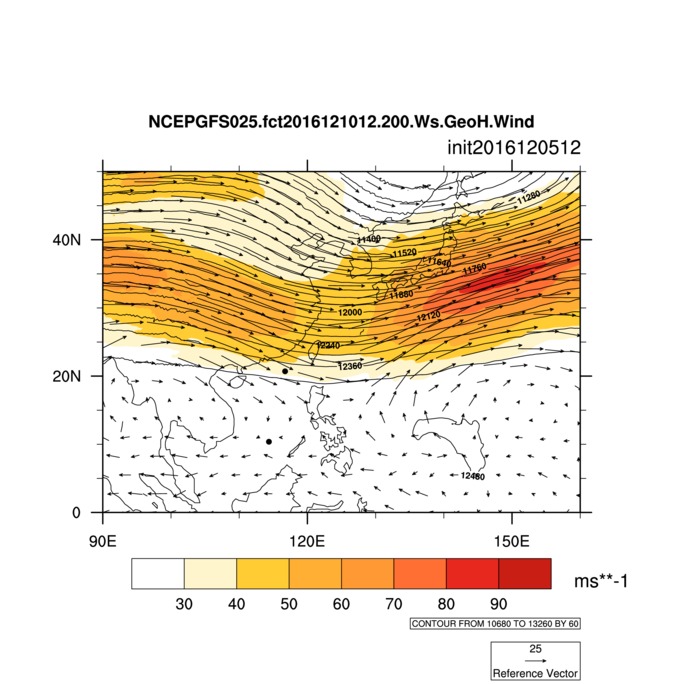 NCEPGFS025.fct2016121012.200.Ws.GeoH.Wind
init2016120512
11280
40N
11400
11520
11640
11760
11880
12000
12120
12240
12360
20N
12480
0
90E 120E 150E
ms**-1
30 40 50 60 70 80 90
CONTOUR FROM 10680 TO 13260 BY 60
25
Reference Vector